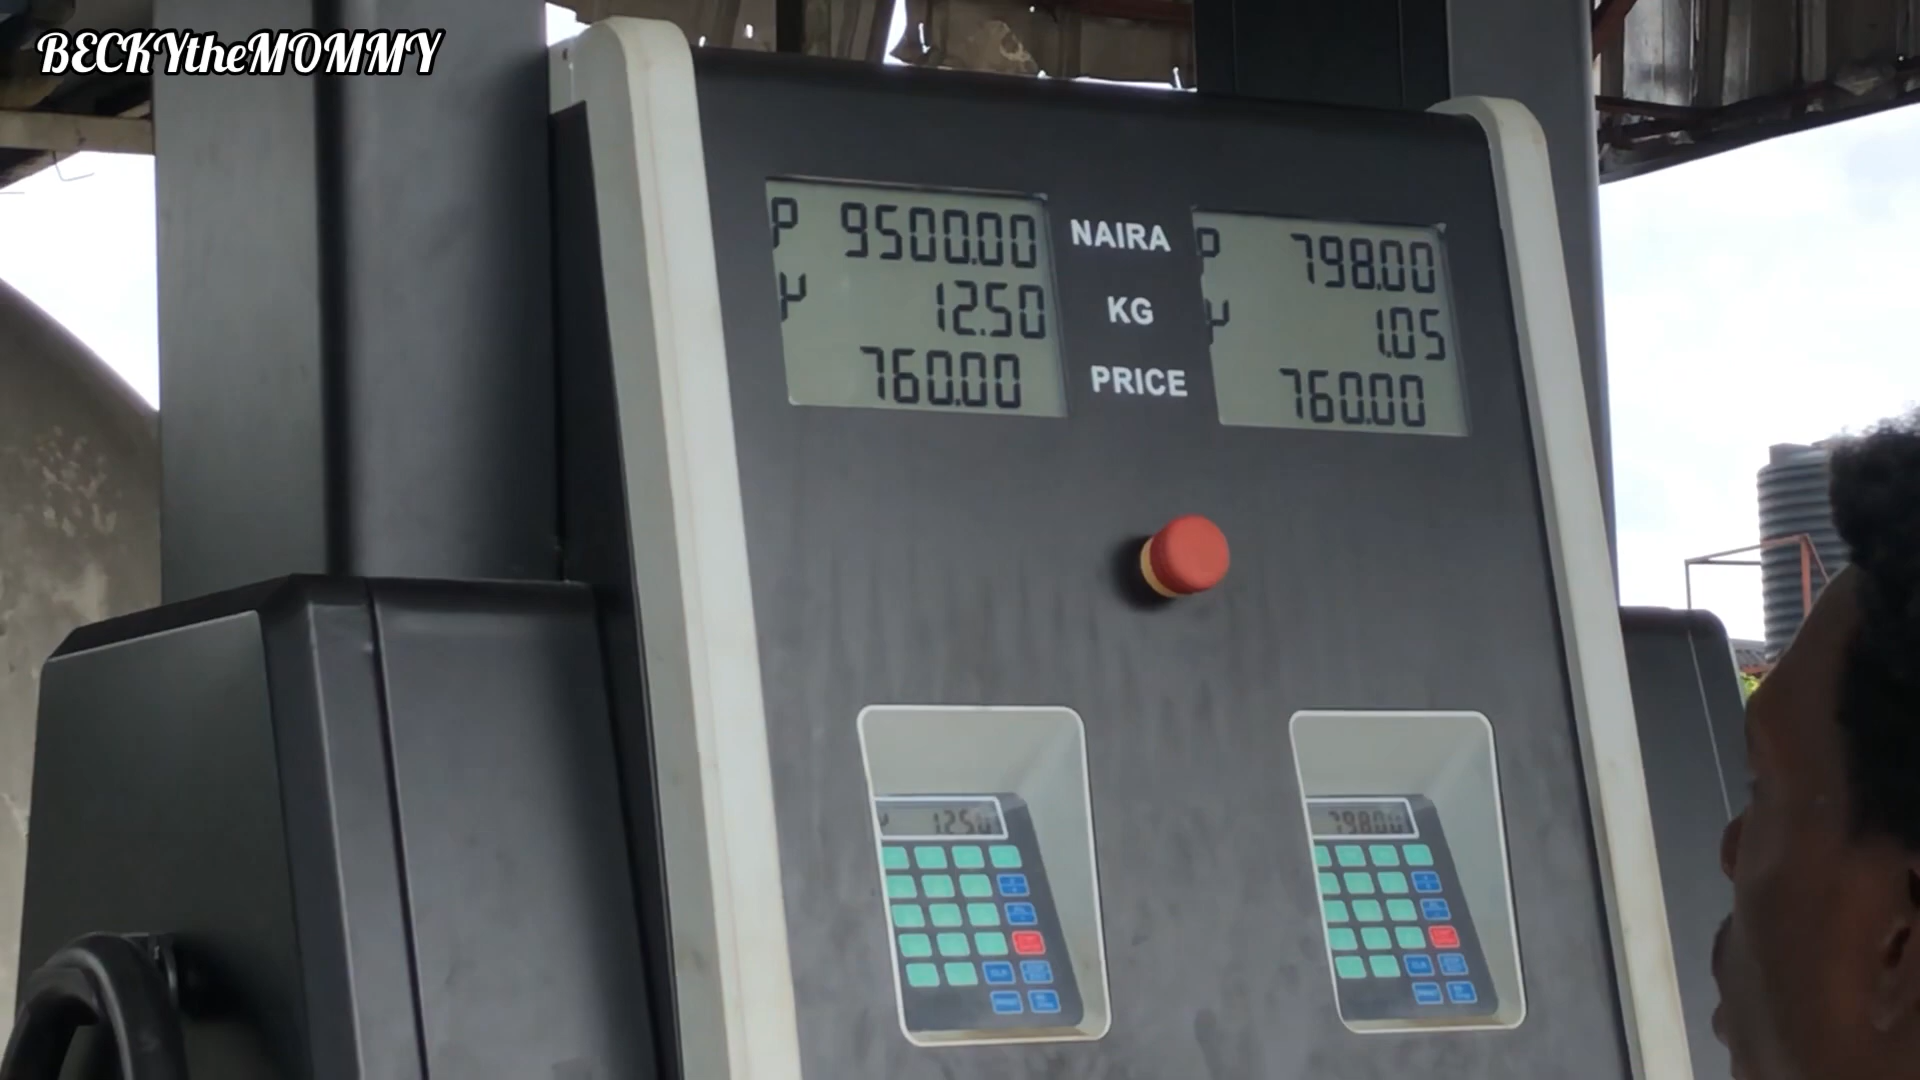 BECKYtheMOMMY
P 9500.00
12.50
760.00
NAIRA
KG
PRICE
P 798.00
1.05
760.00
12.50
798.00